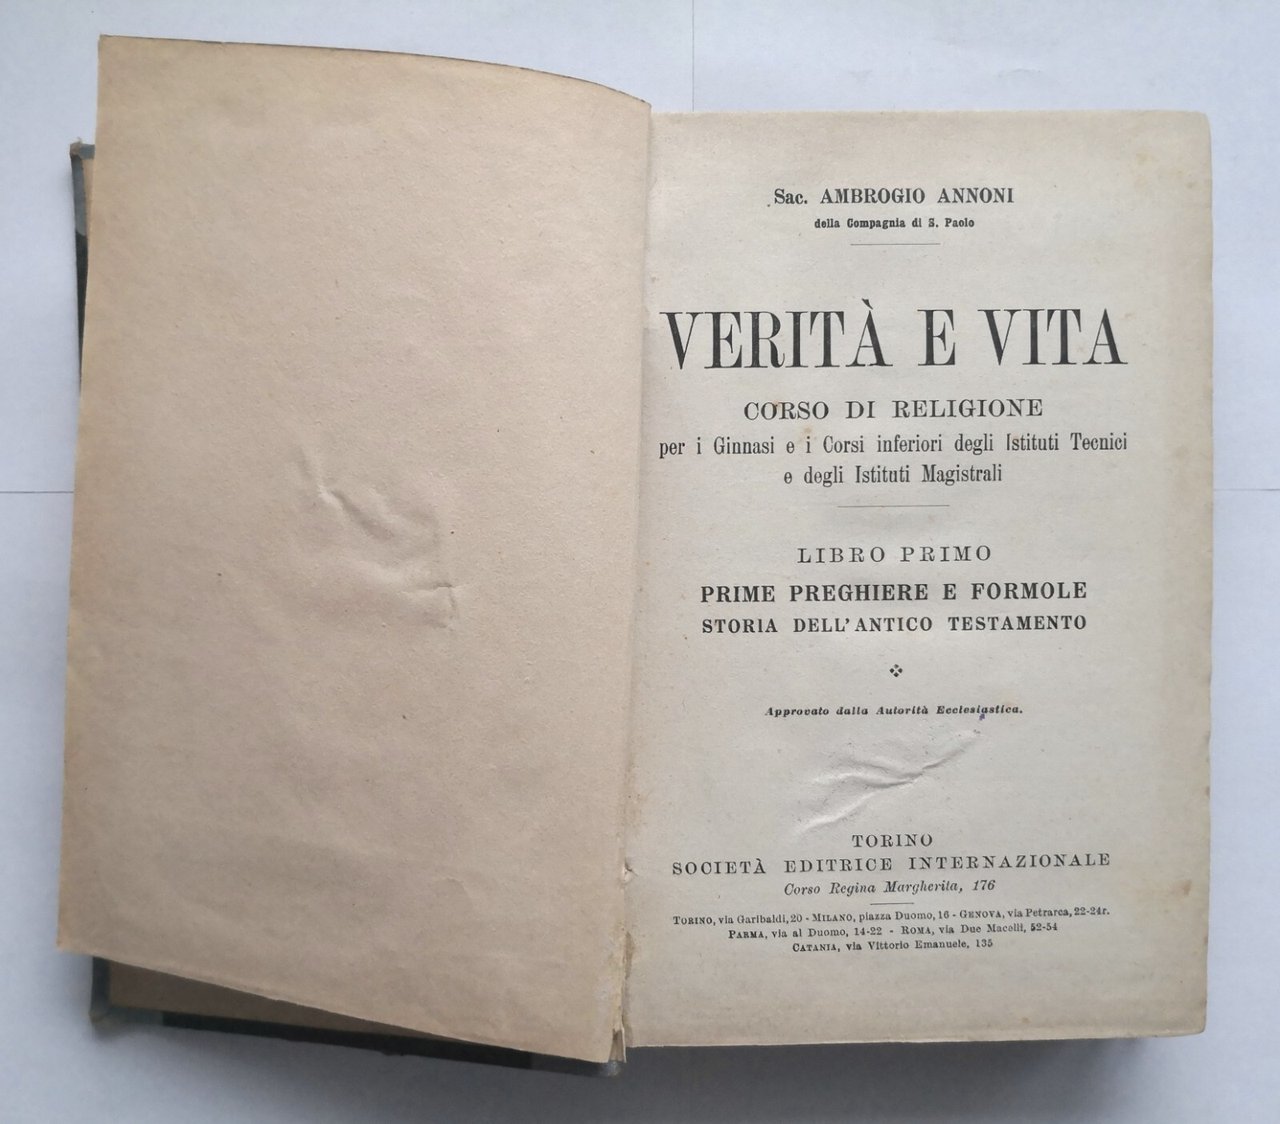 Sac. AMBROGIO ANNONI
della Compagnia di S. Paolo
VERITÀ E VITA
CORSO DI RELIGIONE
per i Ginnasi e i Corsi inferiori degli Istituti Tecnici
e degli Istituti Magistrali
LIBRO PRIMO
PRIME PREGHIERE E FORMOLE
STORIA DELL'ANTICO TESTAMENTO
Approvato dalla Autorità Ecclesiastica.
TORINO
SOCIETÀ EDITRICE INTERNAZIONALE
Corso Regina Margherita, 176
TORINO, via Garibaldi, 20 - MILANO, piazza Duomo, 16 - GENOVA, via Petrarca, 22-24r.
PARMA, via al Duomo, 14-22 - ROMA, via Due Macelli, 52-54
CATANIA, via Vittorio Emanuele, 135